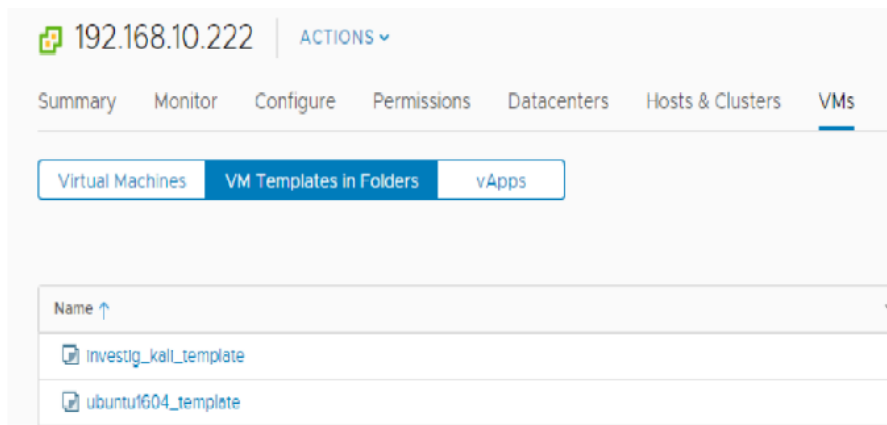 192.168.10.222 ACTIONS
Summary Monitor Configure Permissions Datacenters Hosts & Clusters VMs
Virtual Machines VM Templates in Folders vApps
Name
investig_kali_template
ubuntu1604_template